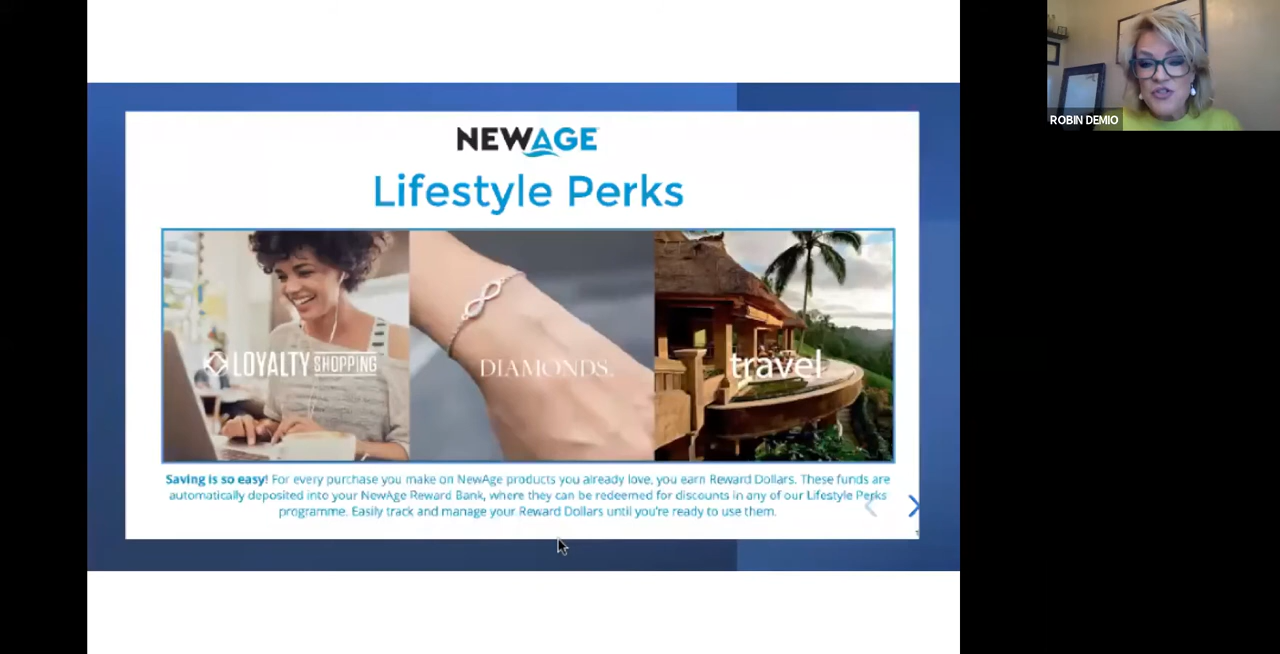 NEWAGE
Lifestyle Perks
LOYALTY SHOPPING
DIAMONDS.
travel
Saving is so easy! For every purchase you make on NewAge products you already love, you earn Reward Dollars. These funds are
automatically deposited into your NewAge Reward Bank, where they can be redeemed for discounts in any of our Lifestyle Perks
programme. Easily track and manage your Reward Dollars until you're ready to use them.
ROBIN DEMIO